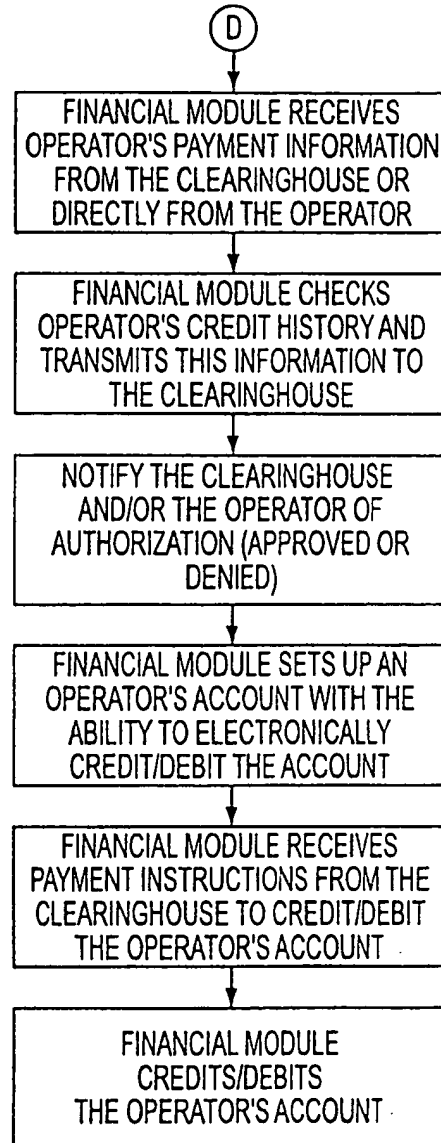 D
FINANCIAL MODULE RECEIVES
OPERATOR'S PAYMENT INFORMATION
FROM THE CLEARINGHOUSE OR
DIRECTLY FROM THE OPERATOR
FINANCIAL MODULE CHECKS
OPERATOR'S CREDIT HISTORY AND
TRANSMITS THIS INFORMATION TO
THE CLEARINGHOUSE
NOTIFY THE CLEARINGHOUSE
AND/OR THE OPERATOR OF
AUTHORIZATION (APPROVED OR
DENIED)
FINANCIAL MODULE SETS UP AN
OPERATOR'S ACCOUNT WITH THE
ABILITY TO ELECTRONICALLY
CREDIT/DEBIT THE ACCOUNT
FINANCIAL MODULE RECEIVES
PAYMENT INSTRUCTIONS FROM THE
CLEARINGHOUSE TO CREDIT/DEBIT
THE OPERATOR'S ACCOUNT
FINANCIAL MODULE
CREDITS/DEBITS
THE OPERATOR'S ACCOUNT